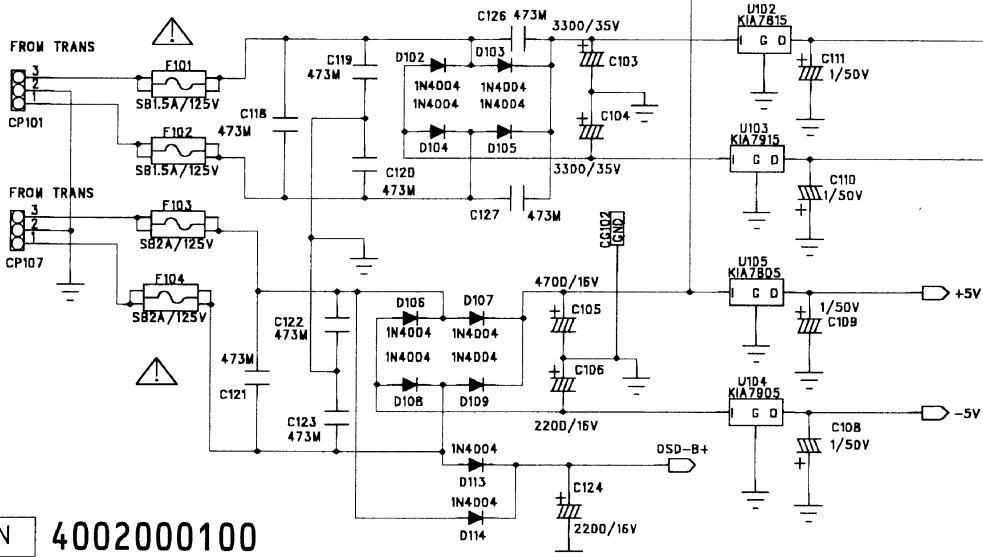 C126 473M
3300/35V
U102
KIA7815
I G O
FROM TRANS
F101
SB1.5A/125V
3
2
1
CP101
C119
473M
D102
D103
C103
C111
1/50V
1N4004
1N4004
1N4004
1N4004
C118
473M
F102
SB1.5A/125V
D104
D105
C104
3300/35V
U103
KIA7915
I G O
C120
473M
C127
473M
C110
1/50V
FROM TRANS
3
2
1
CP107
F103
SB2A/125V
CG102
GND
F104
SB2A/125V
4700/16V
U105
KIA7805
I G O
+5V
D106
D107
C105
1/50V
C109
C122
473M
1N4004
1N4004
1N4004
1N4004
473M
C121
D108
D109
C106
2200/16V
U104
KIA7905
I G O
-5V
C123
473M
C108
1/50V
1N4004
D113
OSD-B+
1N4004
D114
C124
2200/16V
N
4002000100